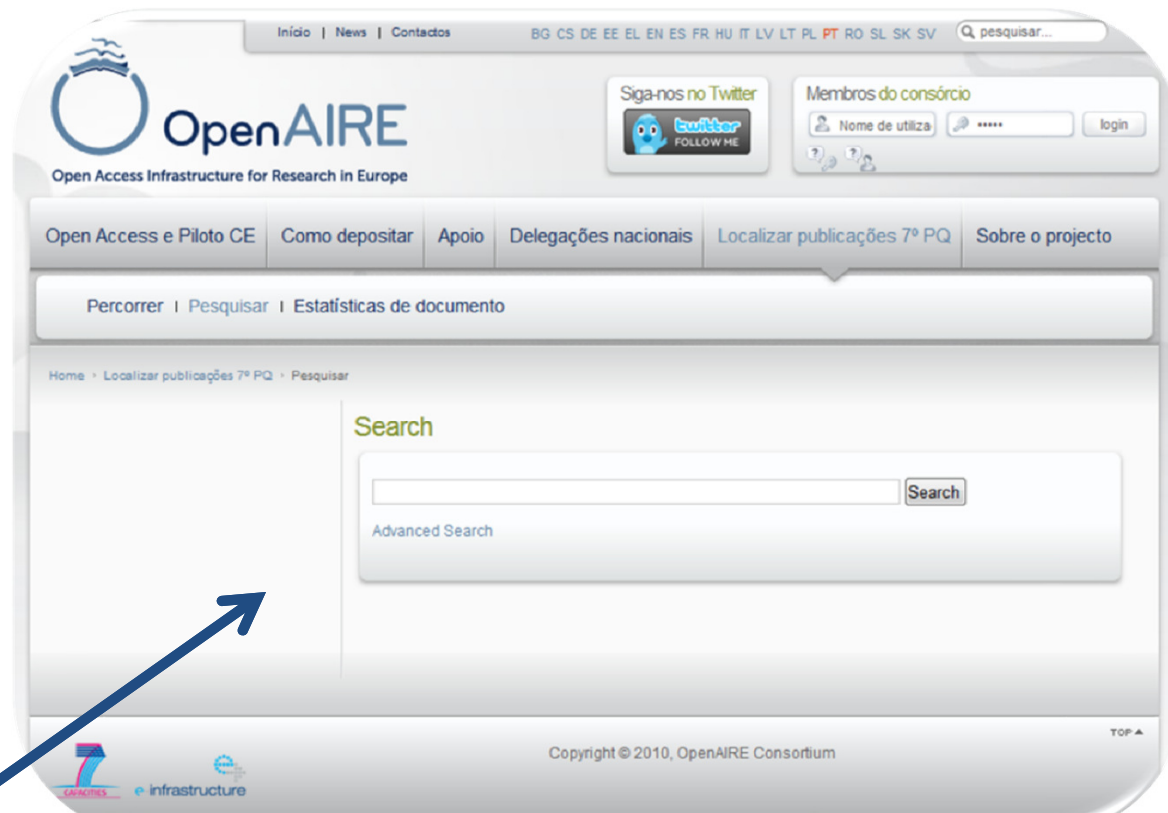 Início | News | Contactos
BG CS DE EE EL EN ES FR HU IT LV LT PL PT RO SL SK SV
pesquisar...
OpenAIRE
Open Access Infrastructure for Research in Europe
Siga-nos no Twitter
twitter
FOLLOW ME
Membros do consórcio
Nome de utiliza
•••••
login
Open Access e Piloto CE
Como depositar
Apoio
Delegações nacionais
Localizar publicações 7º PQ
Sobre o projecto
Percorrer | Pesquisar | Estatísticas de documento
Home › Localizar publicações 7º PQ › Pesquisar
Search
Search
Advanced Search
TOP
Copyright © 2010, OpenAIRE Consortium
7
CAPACITIES
e
e infrastructure